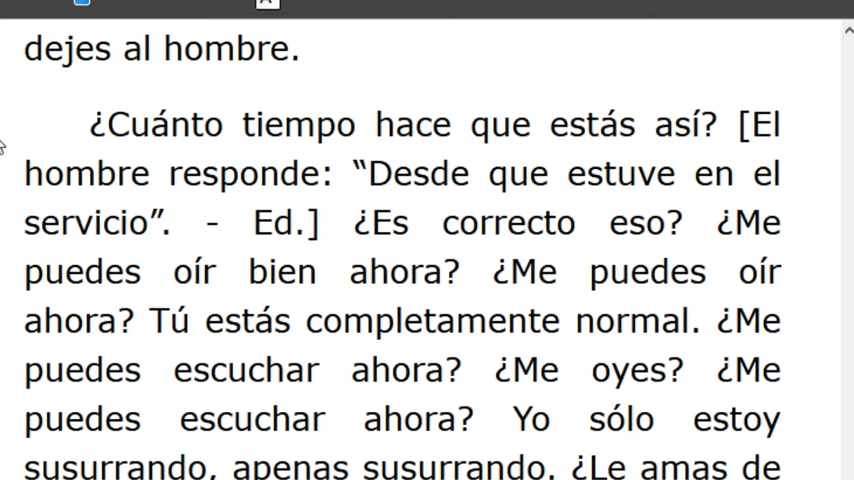 dejes al hombre.
¿Cuánto tiempo hace que estás así? [El
hombre responde: “Desde que estuve en el
servicio”. - Ed.] ¿Es correcto eso? ¿Me
puedes oír bien ahora? ¿Me puedes oír
ahora? Tú estás completamente normal. ¿Me
puedes escuchar ahora? ¿Me oyes? ¿Me
puedes escuchar ahora? Yo sólo estoy
susurrando, apenas susurrando. ¿Le amas de